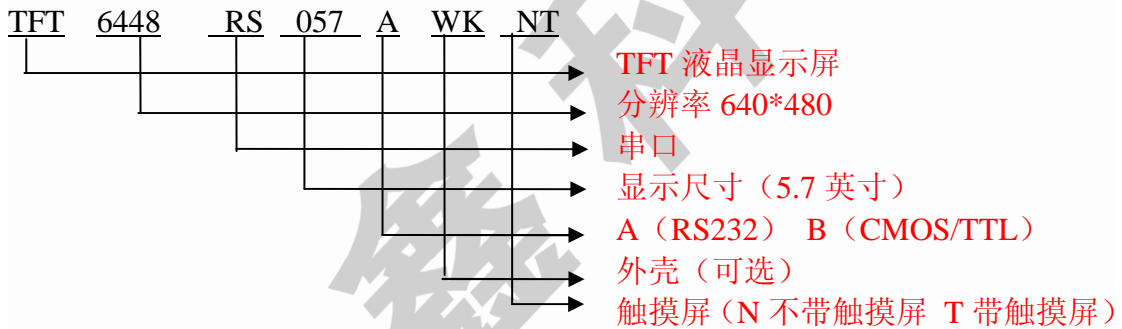 TFT 6448 RS 057 A WK NT
TFT 液晶显示屏
分辨率 640*480
串口
显示尺寸（5.7 英寸）
A（RS232） B（CMOS/TTL）
外壳（可选）
触摸屏（N 不带触摸屏 T 带触摸屏）
鑫科